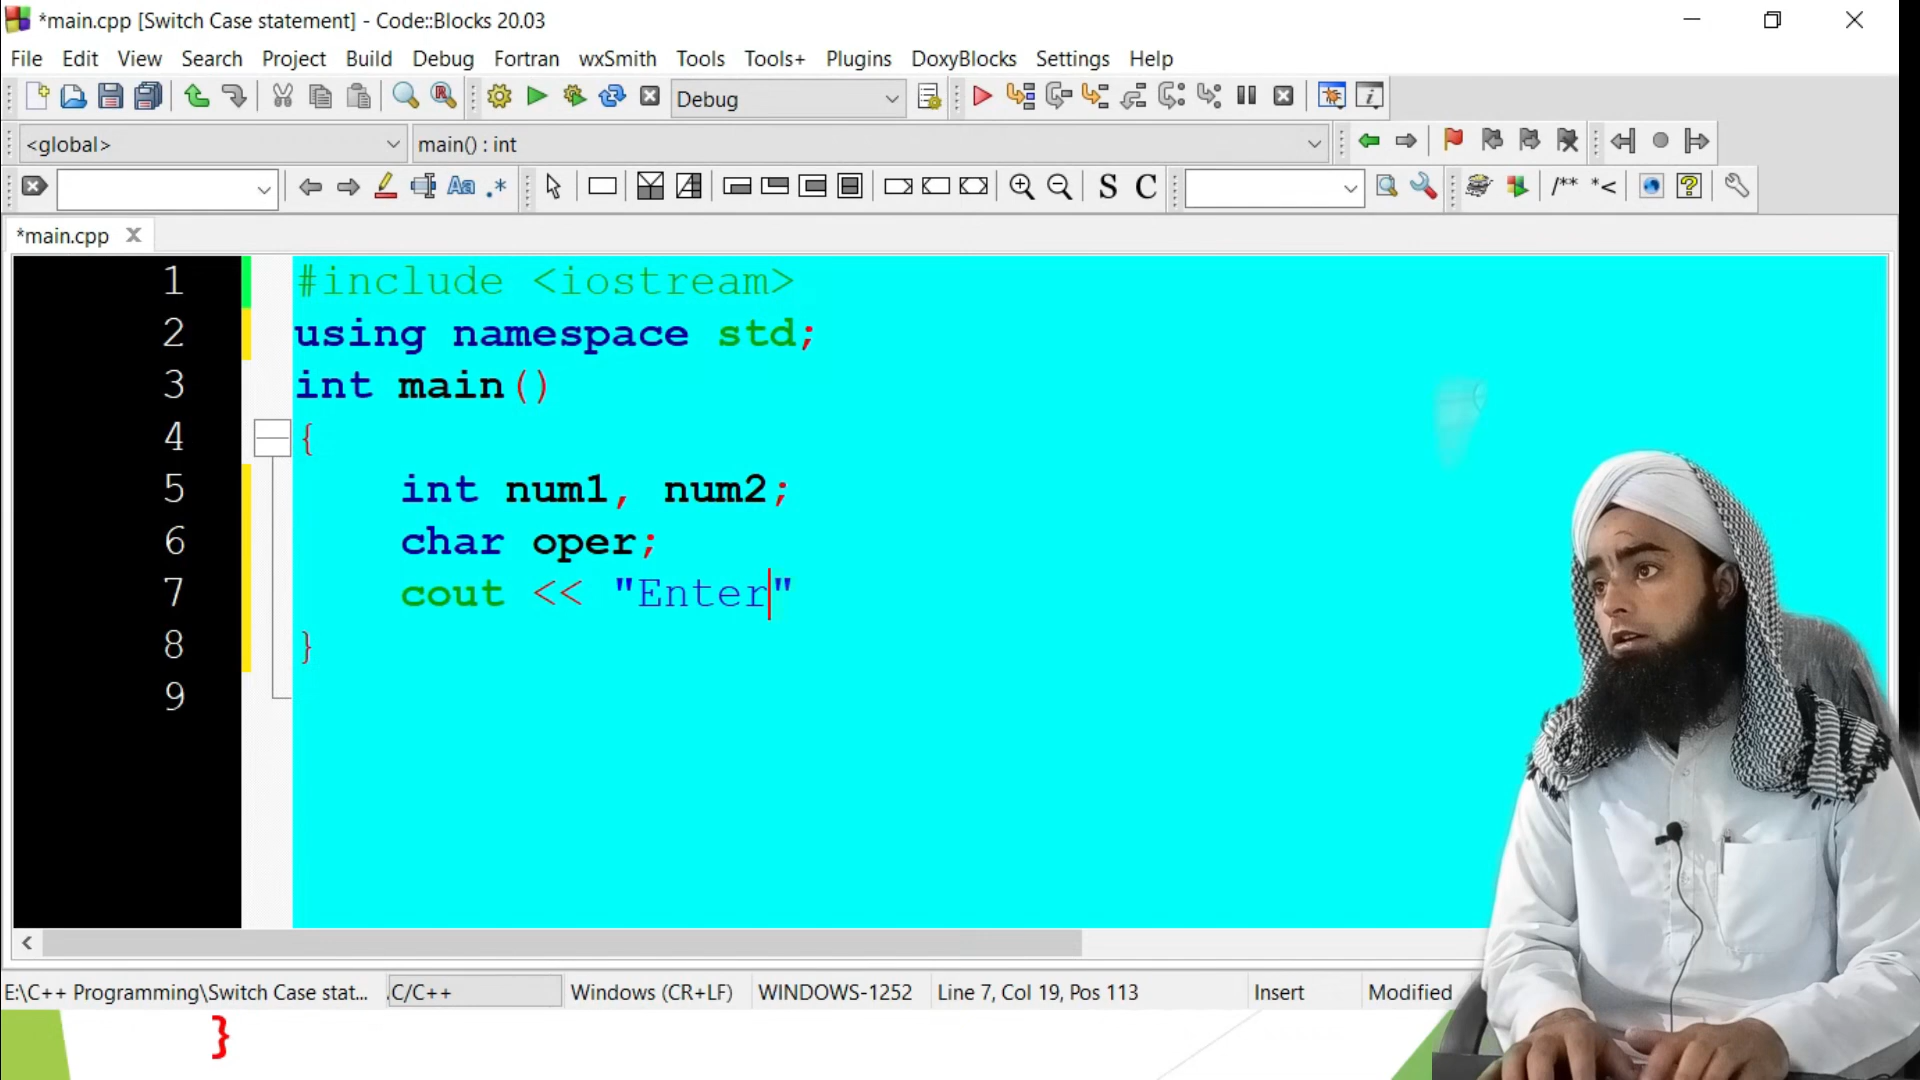 *main.cpp [Switch Case statement] - Code::Blocks 20.03
File Edit View Search Project Build Debug Fortran wxSmith Tools Tools+ Plugins DoxyBlocks Settings Help
Debug
<global> main() : int
Aa .* S C /** *<
*main.cpp
1 #include <iostream>
2 using namespace std;
3 int main()
4 {
5 int num1, num2;
6 char oper;
7 cout << "Enter"
8 }
9
E:\C++ Programming\Switch Case stat... C/C++ Windows (CR+LF) WINDOWS-1252 Line 7, Col 19, Pos 113 Insert Modified
}